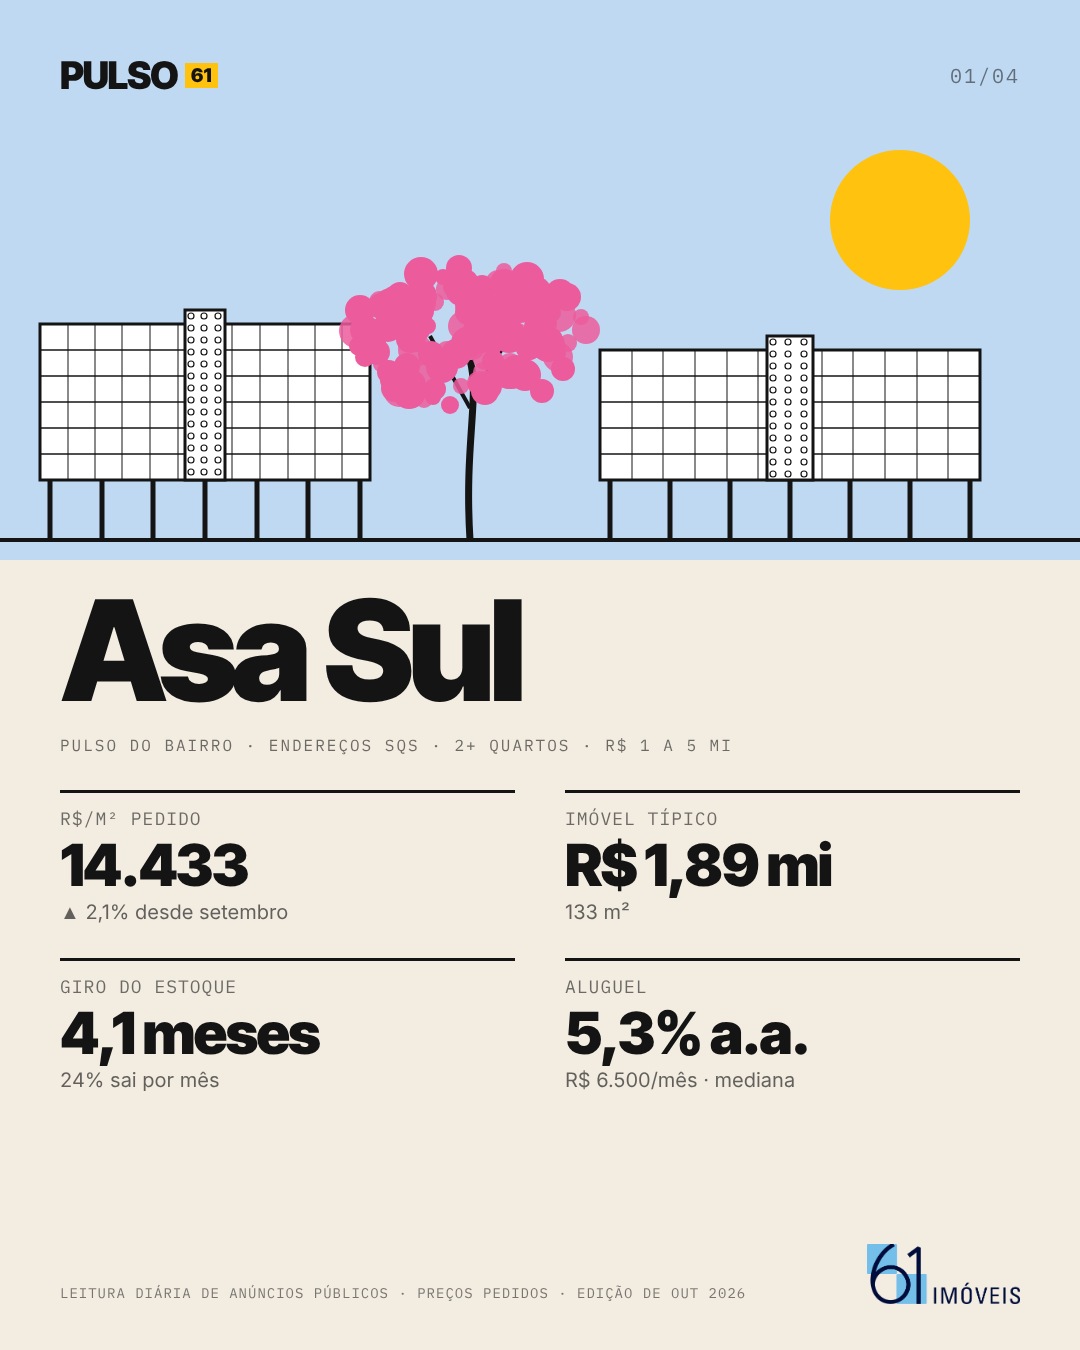 PULSO 61
01/04
Asa Sul
PULSO DO BAIRRO · ENDEREÇOS SQS · 2+ QUARTOS · R$ 1 A 5 MI
R$/M² PEDIDO
14.433
▲ 2,1% desde setembro
IMÓVEL TÍPICO
R$ 1,89 mi
133 m²
GIRO DO ESTOQUE
4,1 meses
24% sai por mês
ALUGUEL
5,3% a.a.
R$ 6.500/mês · mediana
LEITURA DIÁRIA DE ANÚNCIOS PÚBLICOS · PREÇOS PEDIDOS · EDIÇÃO DE OUT 2026
61 IMÓVEIS